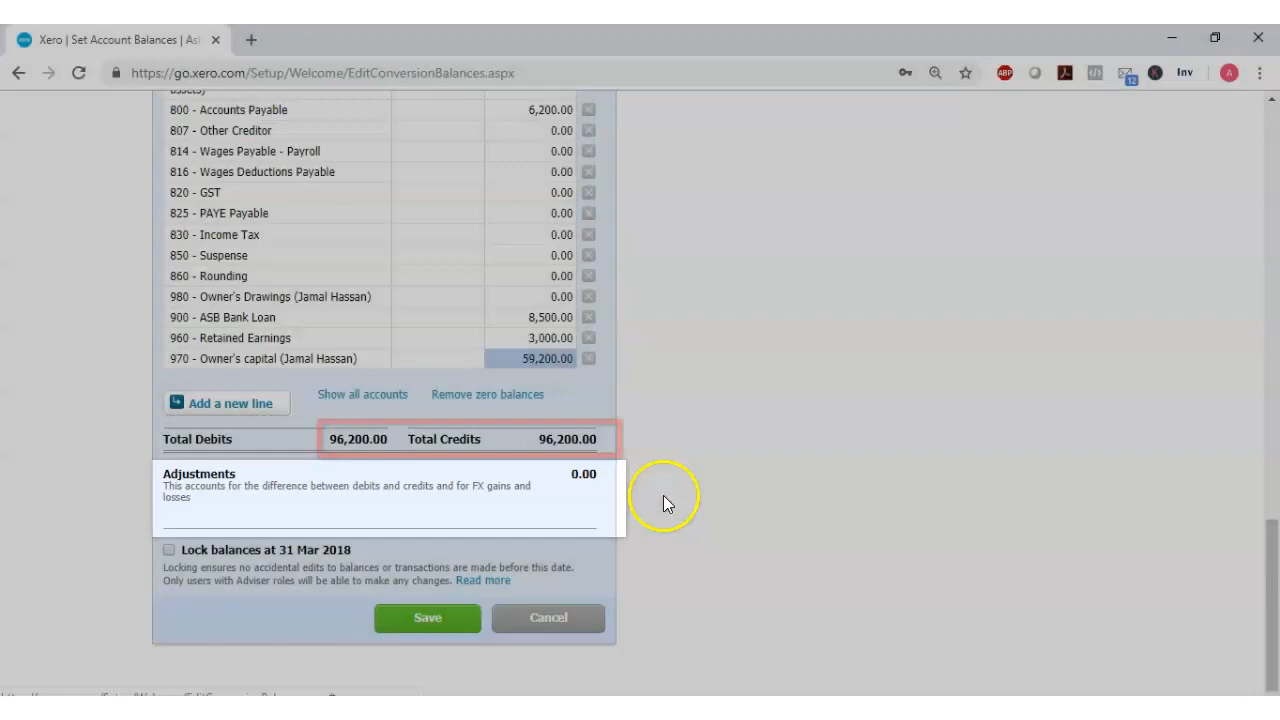 Xero | Set Account Balances | As
https://go.xero.com/Setup/Welcome/EditConversionBalances.aspx
ABP
12
Inv
A
assets)
800 - Accounts Payable 6,200.00
807 - Other Creditor 0.00
814 - Wages Payable - Payroll 0.00
816 - Wages Deductions Payable 0.00
820 - GST 0.00
825 - PAYE Payable 0.00
830 - Income Tax 0.00
850 - Suspense 0.00
860 - Rounding 0.00
980 - Owner's Drawings (Jamal Hassan) 0.00
900 - ASB Bank Loan 8,500.00
960 - Retained Earnings 3,000.00
970 - Owner's capital (Jamal Hassan) 59,200.00
Add a new line Show all accounts Remove zero balances
Total Debits 96,200.00 Total Credits 96,200.00
Adjustments 0.00
This accounts for the difference between debits and credits and for FX gains and
losses
Lock balances at 31 Mar 2018
Locking ensures no accidental edits to balances or transactions are made before this date.
Only users with Adviser roles will be able to make any changes. Read more
Save Cancel